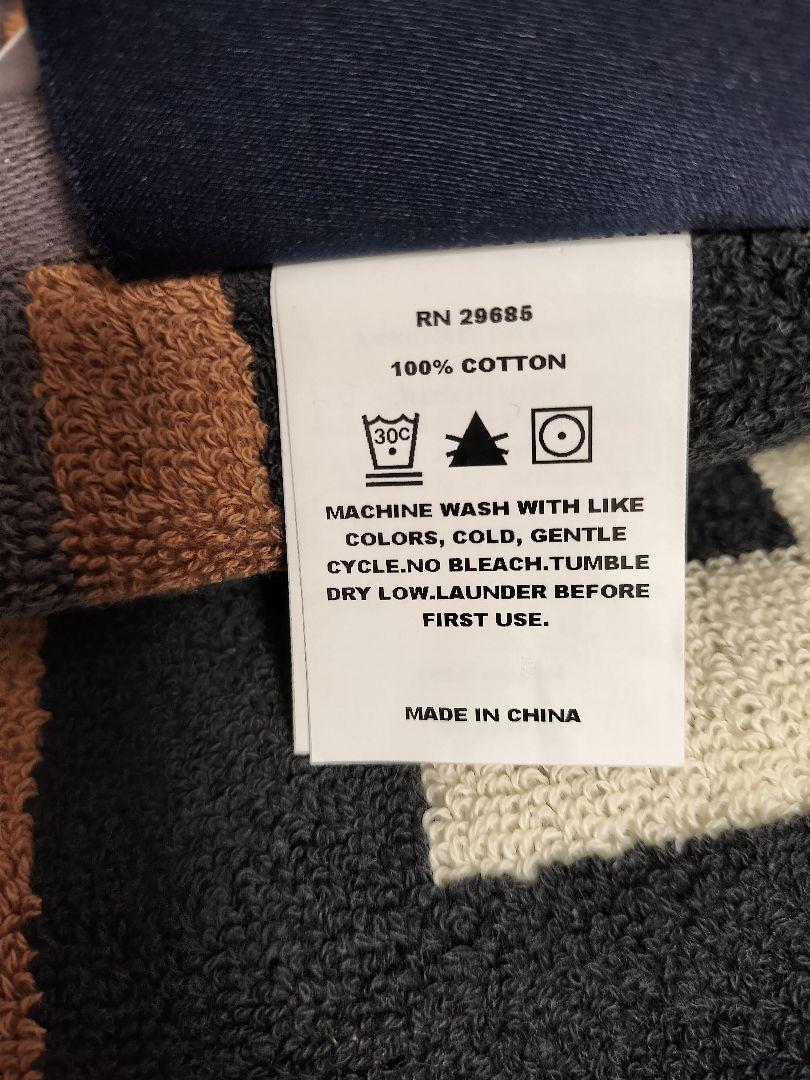 RN 29685
100% COTTON
30C
MACHINE WASH WITH LIKE
COLORS, COLD, GENTLE
CYCLE.NO BLEACH.TUMBLE
DRY LOW.LAUNDER BEFORE
FIRST USE.
MADE IN CHINA